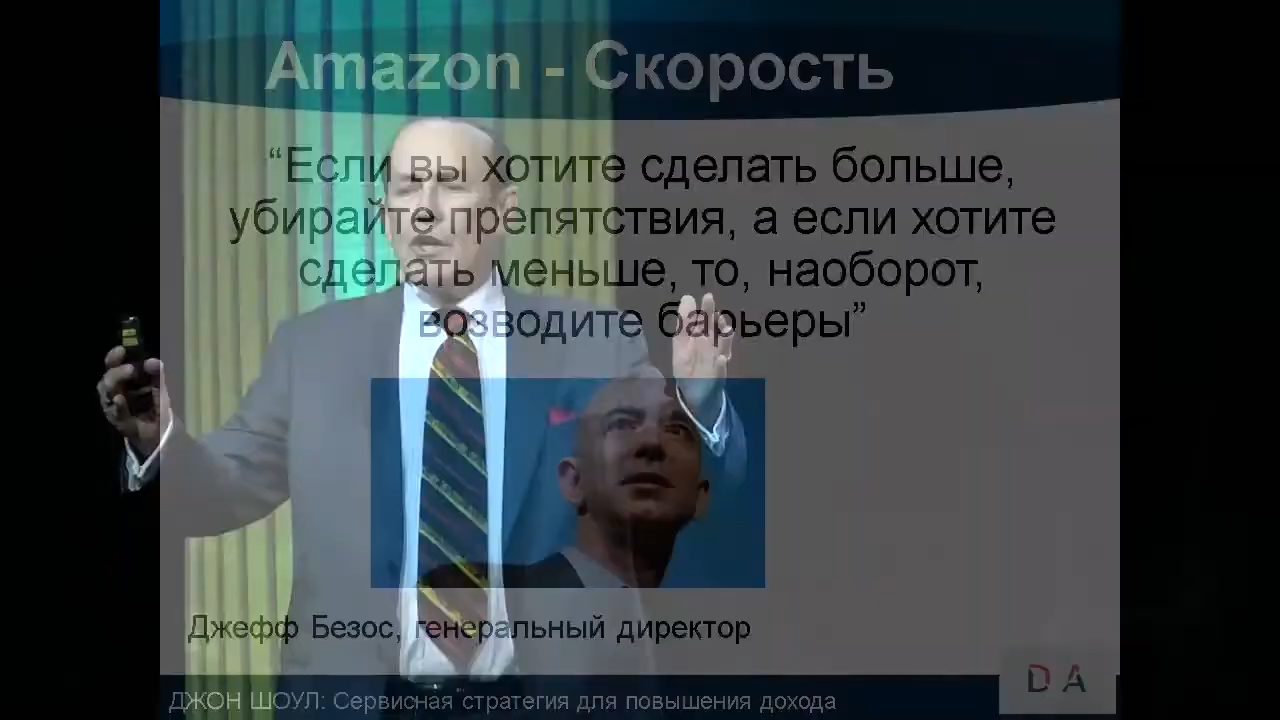 Amazon - Скорость
“Если вы хотите сделать больше,
убирайте препятствия, а если хотите
сделать меньше, то, наоборот,
возводите барьеры”
Джефф Безос, генеральный директор
ДЖОН ШОУЛ: Сервисная стратегия для повышения дохода
D A